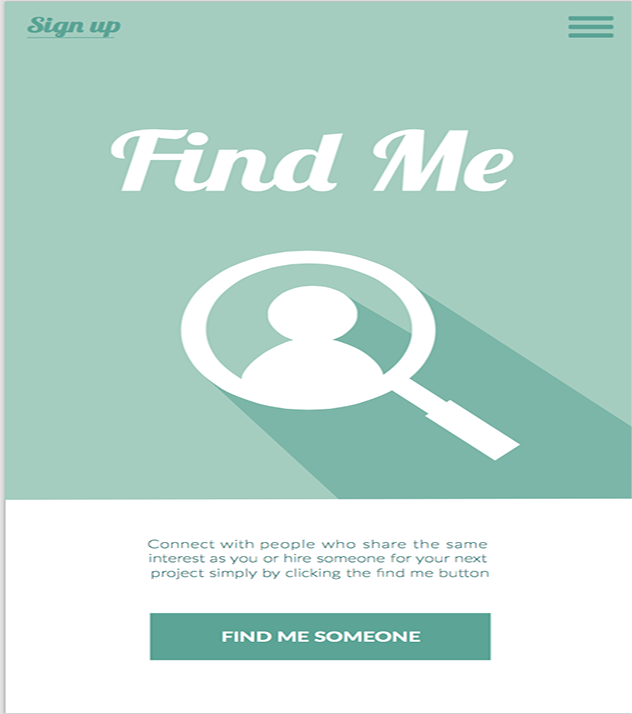 Sign up
Find Me
Connect with people who share the same
interest as you or hire someone for your next
project simply by clicking the find me button
FIND ME SOMEONE